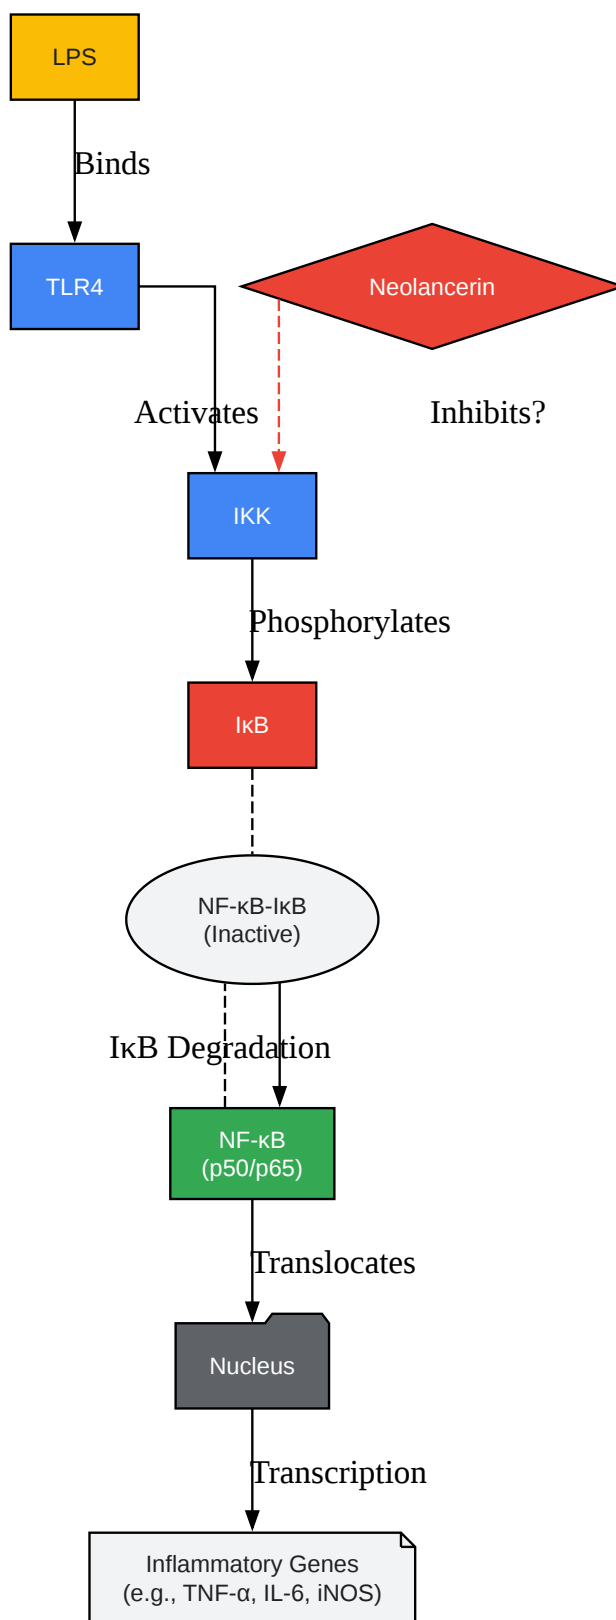 LPS
Binds
TLR4
Neolancerin
Activates
Inhibits?
IKK
Phosphorylates
IκB
NF-κB-IκB
(Inactive)
IκB Degradation
NF-κB
(p50/p65)
Translocates
Nucleus
Transcription
Inflammatory Genes
(e.g., TNF-α, IL-6, iNOS)